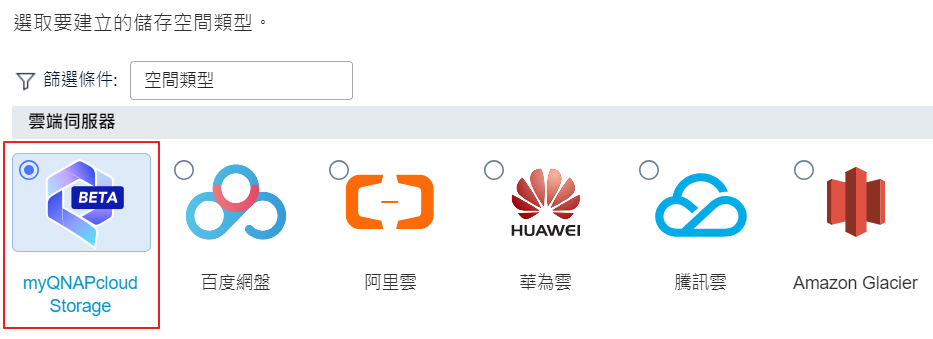 選取要建立的儲存空間類型。
篩選條件: 空間類型
雲端伺服器
BETA
HUAWEI
myQNAPcloud Storage
百度網盤
阿里雲
華為雲
騰訊雲
Amazon Glacier